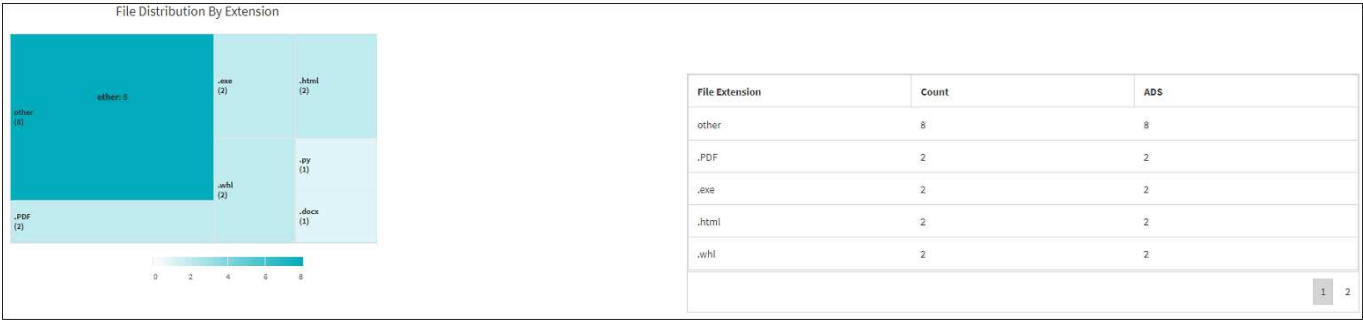 File Distribution By Extension
other: 8
other
(8)
.exe
(2)
.html
(2)
.whl
(2)
.py
(1)
.docx
(1)
.PDF
(2)
0 2 4 6 8
File Extension Count ADS
other 8 8
.PDF 2 2
.exe 2 2
.html 2 2
.whl 2 2
1 2